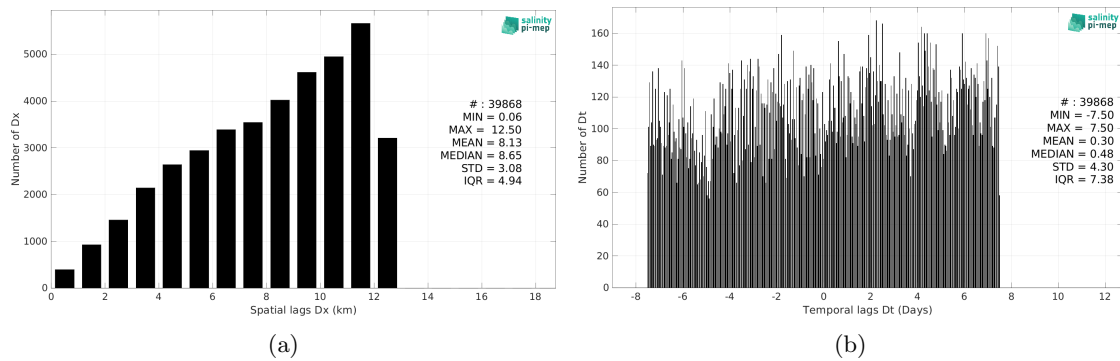 salinity
pi-mep
5000
4000
3000
2000
1000
0
Number of Dx
# : 39868
MIN = 0.06
MAX = 12.50
MEAN = 8.13
MEDIAN = 8.65
STD = 3.08
IQR = 4.94
0 2 4 6 8 10 12 14 16 18
Spatial lags Dx (km)
(a)
salinity
pi-mep
160
140
120
100
80
60
40
20
0
Number of Dt
# : 39868
MIN = -7.50
MAX = 7.50
MEAN = 0.30
MEDIAN = 0.48
STD = 4.30
IQR = 7.38
-8 -6 -4 -2 0 2 4 6 8 10 12
Temporal lags Dt (Days)
(b)